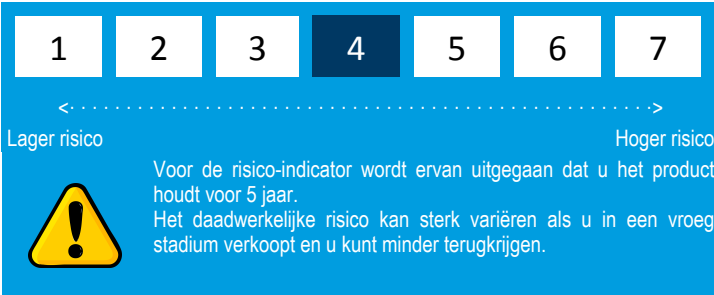 1 2 3 4 5 6 7
<· · · · · · · · · · · · · · · · · · · · · · · · · · · · · · · · · · · · · · · · · · · · · · · · · · · · · · · · · ·>
Lager risico Hoger risico
Voor de risico-indicator wordt ervan uitgegaan dat u het product
houdt voor 5 jaar.
Het daadwerkelijke risico kan sterk variëren als u in een vroeg
stadium verkoopt en u kunt minder terugkrijgen.
!